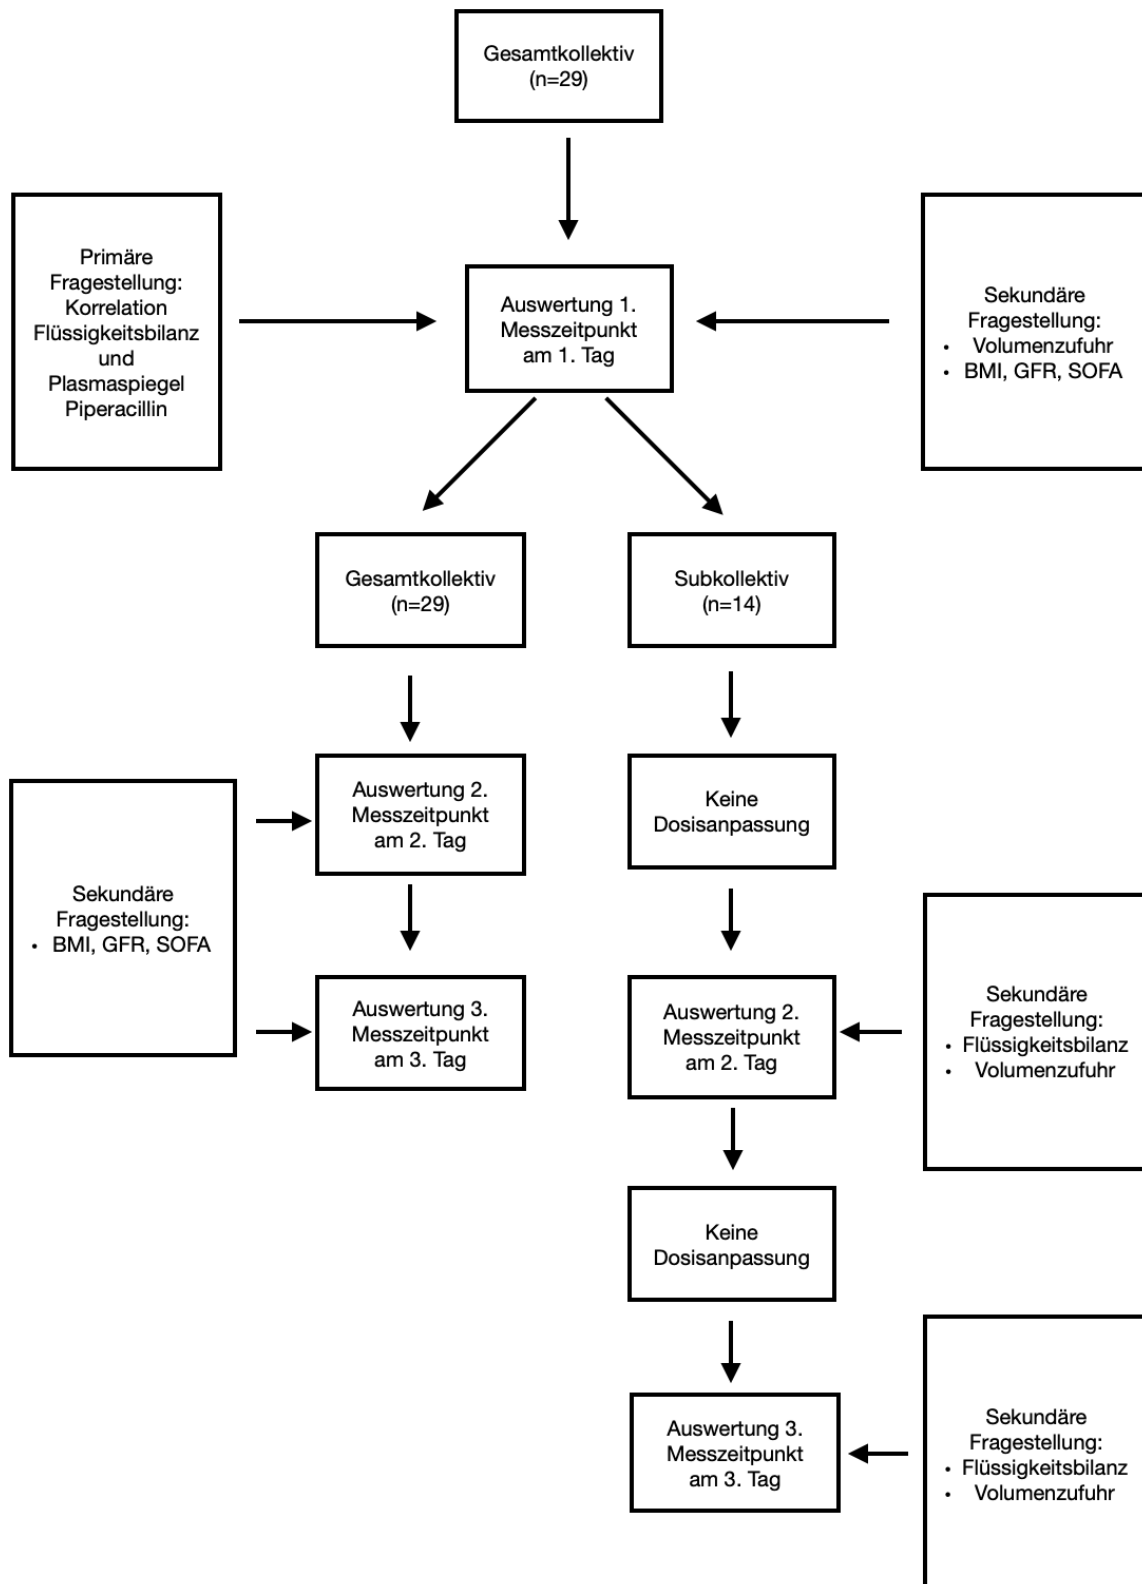 Gesamtkollektiv
(n=29)
Primäre
Fragestellung:
Korrelation
Flüssigkeitsbilanz
und
Plasmaspiegel
Piperacillin
Auswertung 1.
Messzeitpunkt
am 1. Tag
Sekundäre
Fragestellung:
• Volumenzufuhr
• BMI, GFR, SOFA
Gesamtkollektiv
(n=29)
Subkollektiv
(n=14)
Auswertung 2.
Messzeitpunkt
am 2. Tag
Keine
Dosisanpassung
Sekundäre
Fragestellung:
• BMI, GFR, SOFA
Auswertung 3.
Messzeitpunkt
am 3. Tag
Auswertung 2.
Messzeitpunkt
am 2. Tag
Sekundäre
Fragestellung:
• Flüssigkeitsbilanz
• Volumenzufuhr
Keine
Dosisanpassung
Auswertung 3.
Messzeitpunkt
am 3. Tag
Sekundäre
Fragestellung:
• Flüssigkeitsbilanz
• Volumenzufuhr